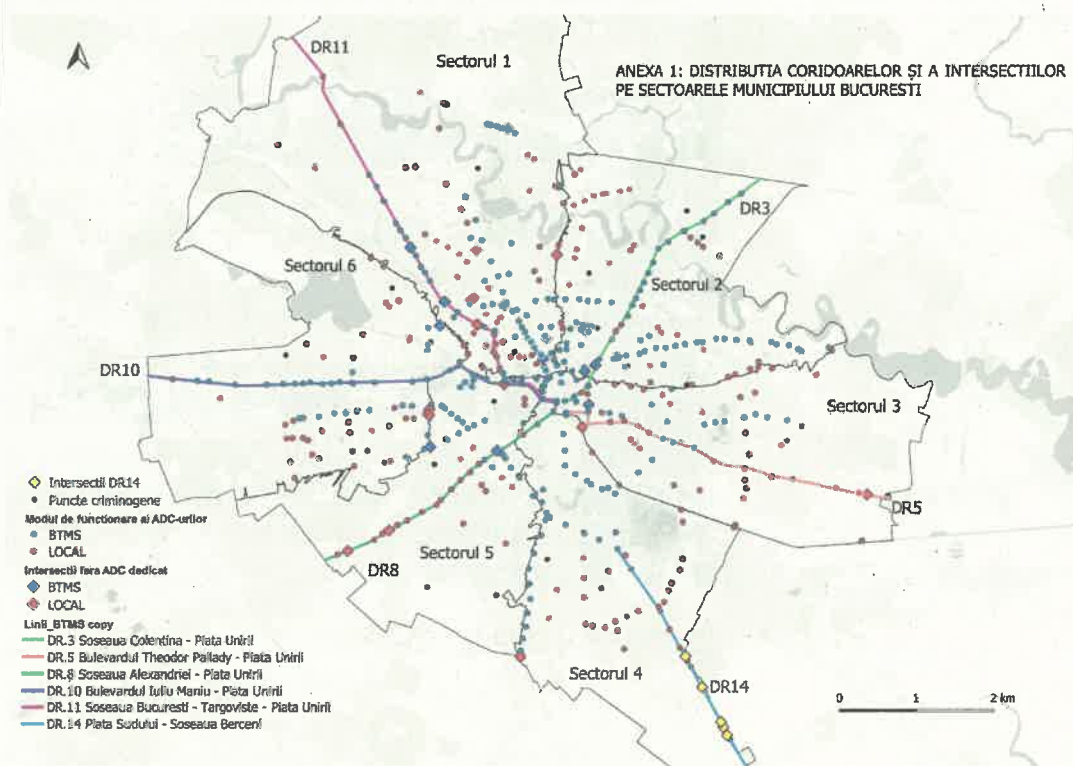 ANEXA 1: DISTRIBUTIA CORIDOARELOR ȘI A INTERSECTIILOR
PE SECTOARELE MUNICIPIULUI BUCURESTI
DR11
Sectorul 1
DR3
Sectorul 6
Sectorul 2
DR10
Sectorul 3
DR5
Sectorul 5
DR8
Sectorul 4
DR14
0 1 2 km
Intersectii DR14
Puncte criminogene
Modul de functionare al ADC-urilor
BTMS
LOCAL
Intersectii fara ADC dedicat
BTMS
LOCAL
Linii_BTMS copy
DR.3 Soseaua Colentina - Piata Unirii
DR.5 Bulevardul Theodor Pallady - Piata Unirii
DR.8 Soseaua Alexandriei - Piata Unirii
DR.10 Bulevardul Iuliu Maniu - Piata Unirii
DR.11 Soseaua Bucuresti - Targoviste - Piata Unirii
DR.14 Piata Sudului - Soseaua Berceni